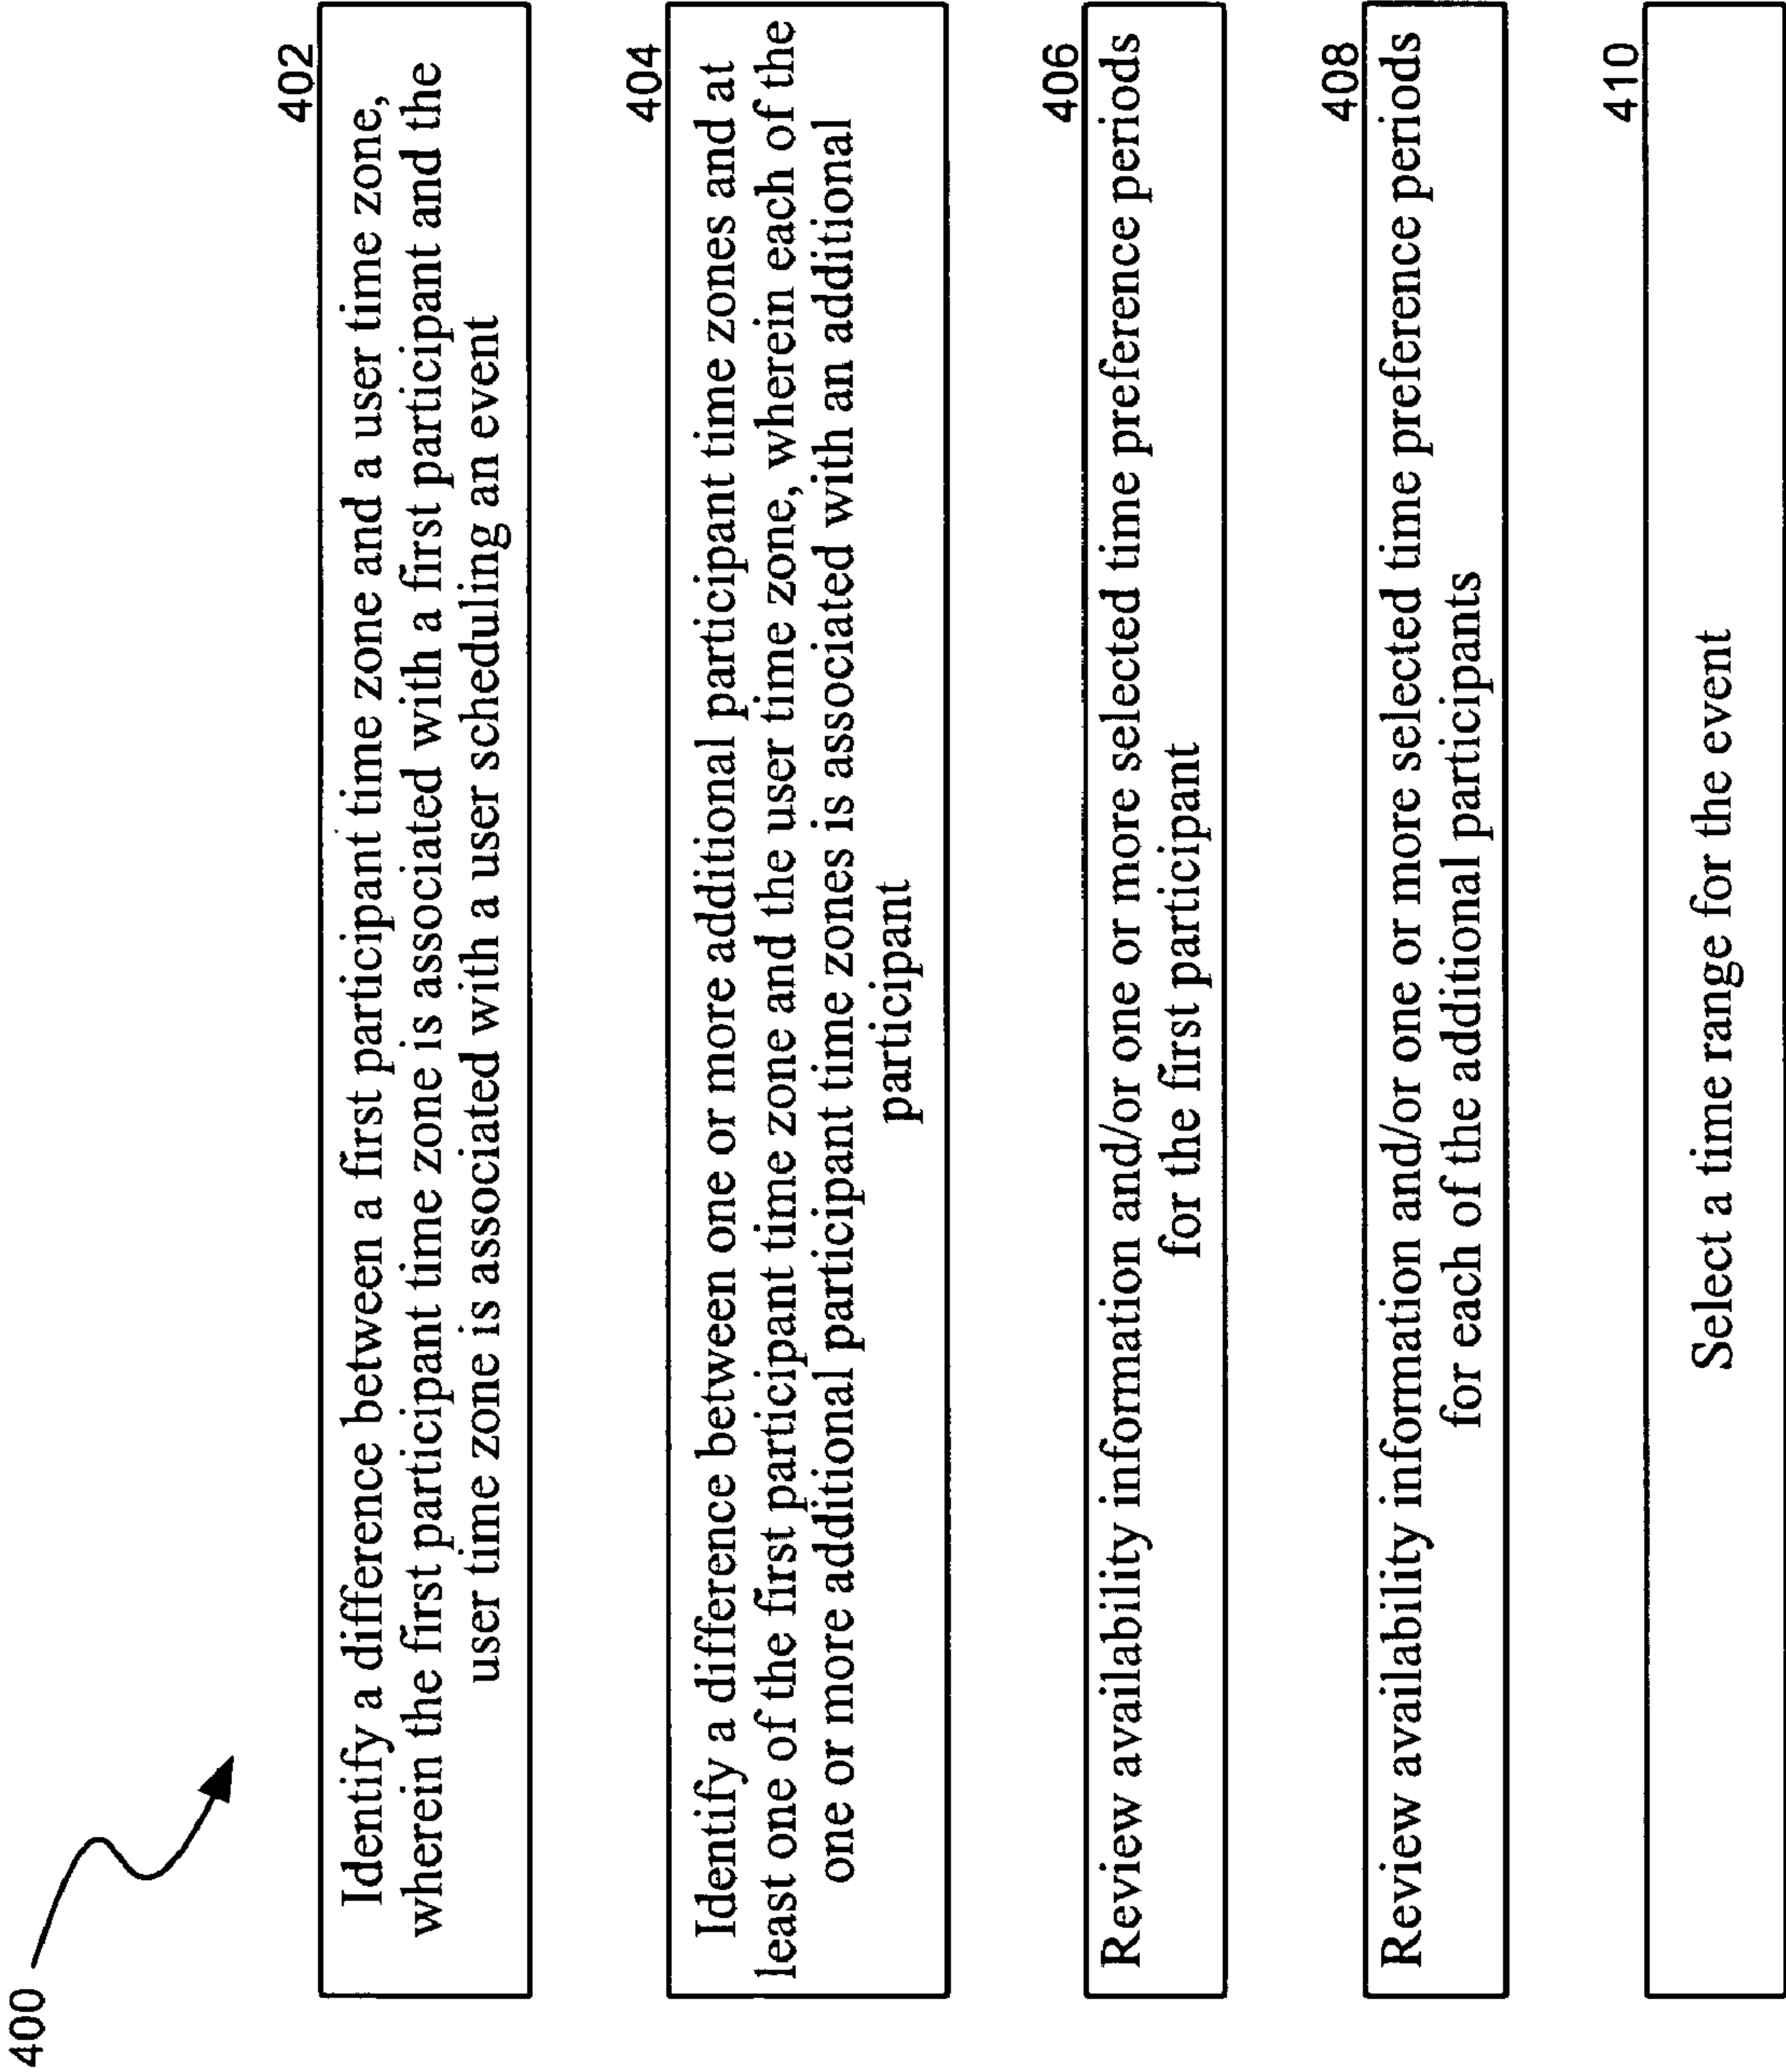 400
402
Identify a difference between a first participant time zone and a user time zone,
wherein the first participant time zone is associated with a first participant and the
user time zone is associated with a user scheduling an event
404
Identify a difference between one or more additional participant time zones and at
least one of the first participant time zone and the user time zone, wherein each of the
one or more additional participant time zones is associated with an additional
participant
406
Review availability information and/or one or more selected time preference periods
for the first participant
408
Review availability information and/or one or more selected time preference periods
for each of the additional participants
410
Select a time range for the event